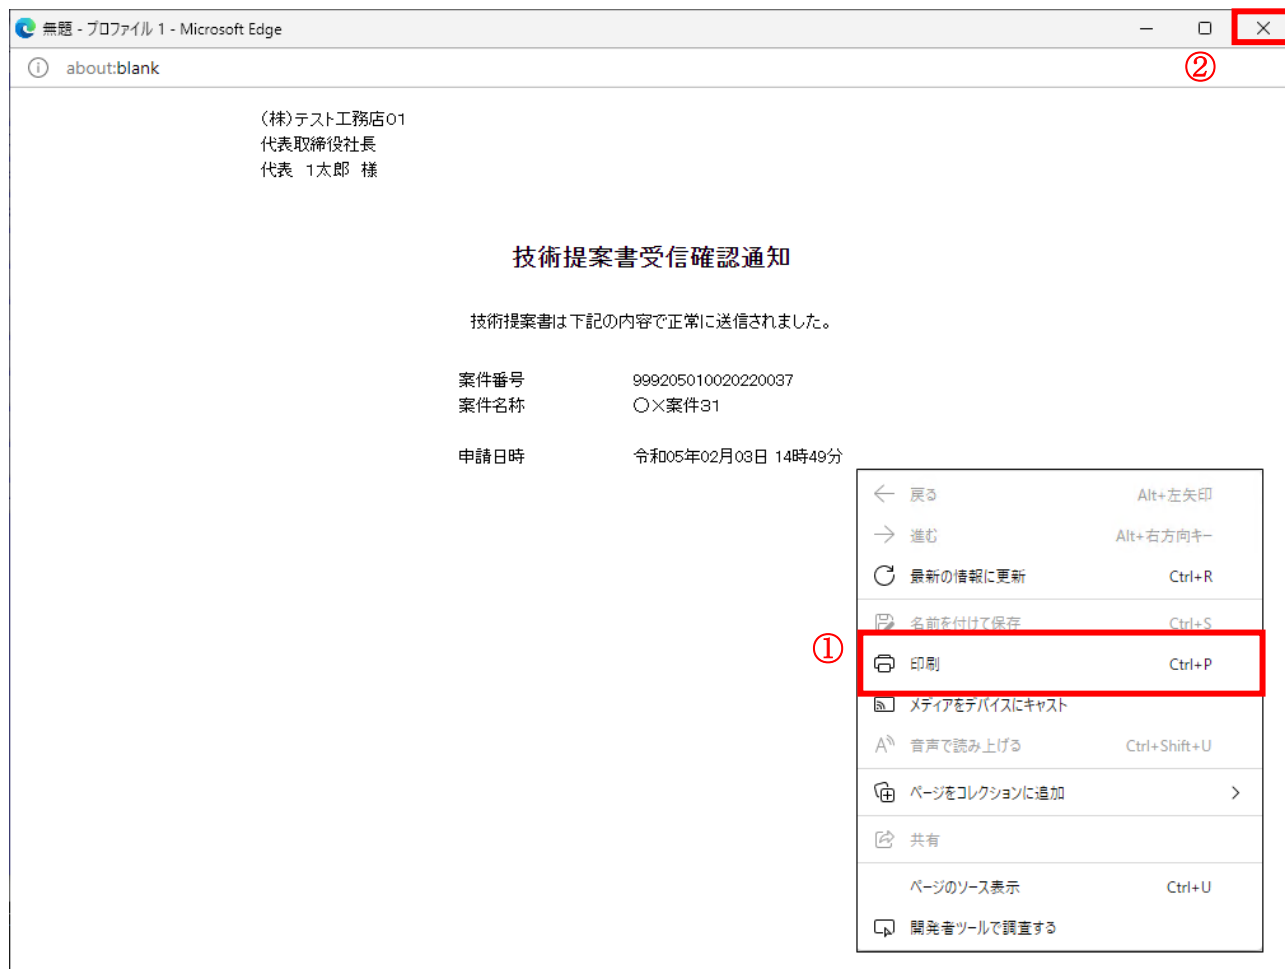 無題 - プロファイル 1 - Microsoft Edge
about:blank
②
(株)テスト工務店01
代表取締役社長
代表 1太郎 様
技術提案書受信確認通知
技術提案書は下記の内容で正常に送信されました。
案件番号 999205010020220037
案件名称 〇×案件31
申請日時 令和05年02月03日 14時49分
戻る Alt+左矢印
進む Alt+右方向キー
最新の情報に更新 Ctrl+R
名前を付けて保存 Ctrl+S
①
印刷 Ctrl+P
メディアをデバイスにキャスト
音声で読み上げる Ctrl+Shift+U
ページをコレクションに追加
共有
ページのソース表示 Ctrl+U
開発者ツールで調査する